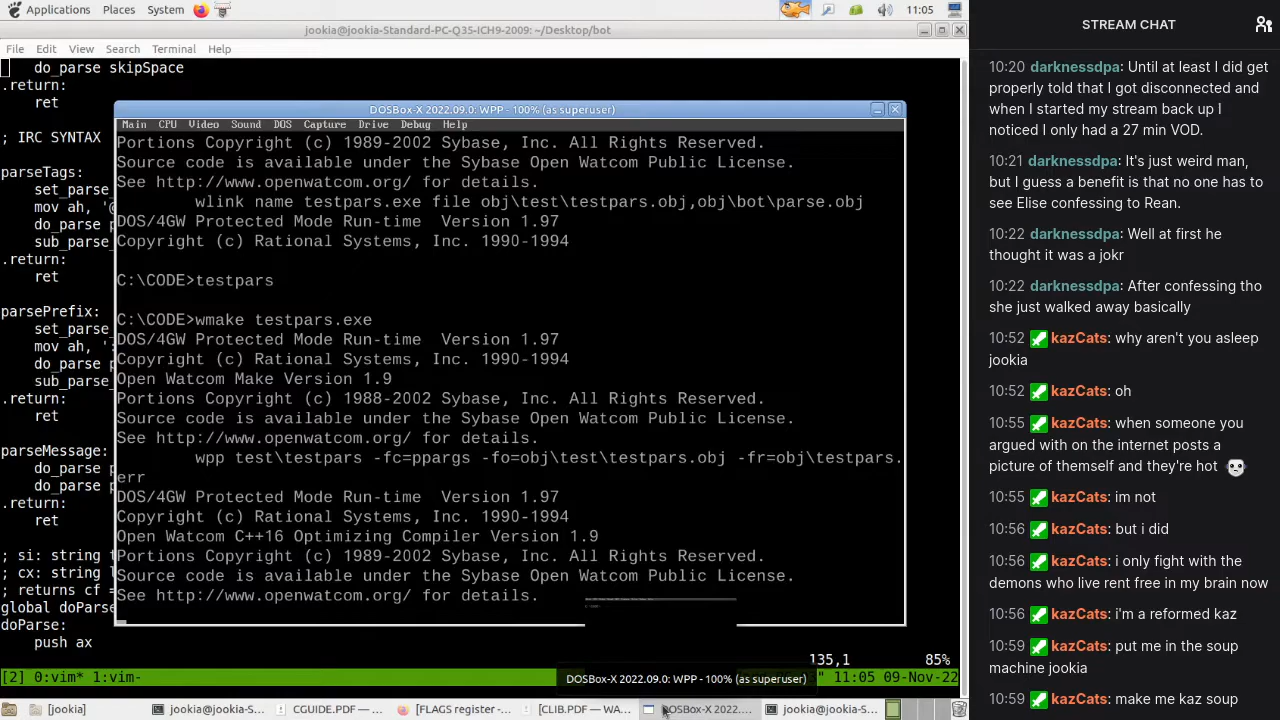 Applications Places System
11:05
jookia@jookia-Standard-PC-Q35-ICH9-2009: ~/Desktop/bot
File Edit View Search Terminal Help
do_parse skipSpace
.return:
ret
; IRC SYNTAX
parseTags:
set_parse
mov ah, '@
do_parse p
sub_parse_
.return:
ret
parsePrefix:
set_parse
mov ah, ':
do_parse p
sub_parse_
.return:
ret
parseMessage:
do_parse p
do_parse p
.return:
ret
; si: string t
; cx: string l
; returns cf =
global doParse
doParse:
push ax
135,1 85%
[2] 0:vim* 1:vim- 11:05 09-Nov-22
DOSBox-X 2022.09.0: WPP - 100% (as superuser)
Main CPU Video Sound DOS Capture Drive Debug Help
Portions Copyright (c) 1989-2002 Sybase, Inc. All Rights Reserved.
Source code is available under the Sybase Open Watcom Public License.
See http://www.openwatcom.org/ for details.
wlink name testpars.exe file obj\test\testpars.obj,obj\bot\parse.obj
DOS/4GW Protected Mode Run-time Version 1.97
Copyright (c) Rational Systems, Inc. 1990-1994
C:\CODE>testpars
C:\CODE>wmake testpars.exe
DOS/4GW Protected Mode Run-time Version 1.97
Copyright (c) Rational Systems, Inc. 1990-1994
Open Watcom Make Version 1.9
Portions Copyright (c) 1988-2002 Sybase, Inc. All Rights Reserved.
Source code is available under the Sybase Open Watcom Public License.
See http://www.openwatcom.org/ for details.
wpp test\testpars -fc=ppargs -fo=obj\test\testpars.obj -fr=obj\testpars.
err
DOS/4GW Protected Mode Run-time Version 1.97
Copyright (c) Rational Systems, Inc. 1990-1994
Open Watcom C++16 Optimizing Compiler Version 1.9
Portions Copyright (c) 1989-2002 Sybase, Inc. All Rights Reserved.
Source code is available under the Sybase Open Watcom Public License.
See http://www.openwatcom.org/ for details.
DOSBox-X 2022.09.0: WPP - 100% (as superuser)
[jookia] jookia@jookia-S... CGUIDE.PDF — ... [FLAGS register -... [CLIB.PDF — WA... DOSBox-X 2022.... jookia@jookia-S...
STREAM CHAT
10:20 darknessdpa: Until at least I did get
properly told that I got disconnected and
when I started my stream back up I
noticed I only had a 27 min VOD.
10:21 darknessdpa: It's just weird man,
but I guess a benefit is that no one has to
see Elise confessing to Rean.
10:22 darknessdpa: Well at first he
thought it was a jokr
10:22 darknessdpa: After confessing tho
she just walked away basically
10:52 kazCats: why aren't you asleep
jookia
10:52 kazCats: oh
10:55 kazCats: when someone you
argued with on the internet posts a
picture of themself and they're hot
10:55 kazCats: im not
10:56 kazCats: but i did
10:56 kazCats: i only fight with the
demons who live rent free in my brain now
10:56 kazCats: i'm a reformed kaz
10:59 kazCats: put me in the soup
machine jookia
10:59 kazCats: make me kaz soup